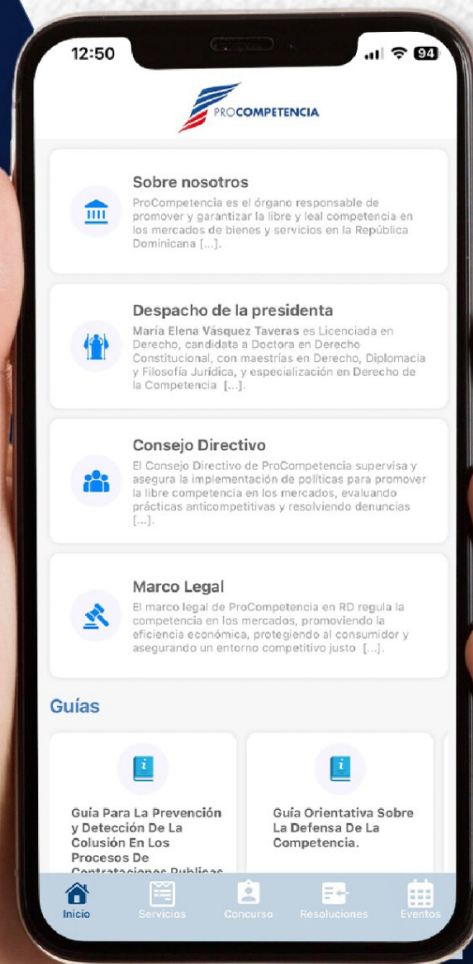 12:50
94
PROCOMPETENCIA
Sobre nosotros
ProCompetencia es el órgano responsable de
promover y garantizar la libre y leal competencia en
los mercados de bienes y servicios en la República
Dominicana [...].
Despacho de la presidenta
María Elena Vásquez Taveras es Licenciada en
Derecho, candidata a Doctora en Derecho
Constitucional, con maestrías en Derecho, Diplomacia
y Filosofía Jurídica, y especialización en Derecho de
la Competencia [...].
Consejo Directivo
El Consejo Directivo de ProCompetencia supervisa y
asegura la implementación de políticas para promover
la libre competencia en los mercados, evaluando
prácticas anticompetitivas y resolviendo denuncias
[...].
Marco Legal
El marco legal de ProCompetencia en RD regula la
competencia en los mercados, promoviendo la
eficiencia económica, protegiendo al consumidor y
asegurando un entorno competitivo justo [...].
Guías
Guía Para La Prevención
y Detección De La
Colusión En Los
Procesos De
Contrataciones Publicas
Guía Orientativa Sobre
La Defensa De La
Competencia.
Inicio
Servicios
Concurso
Resoluciones
Eventos